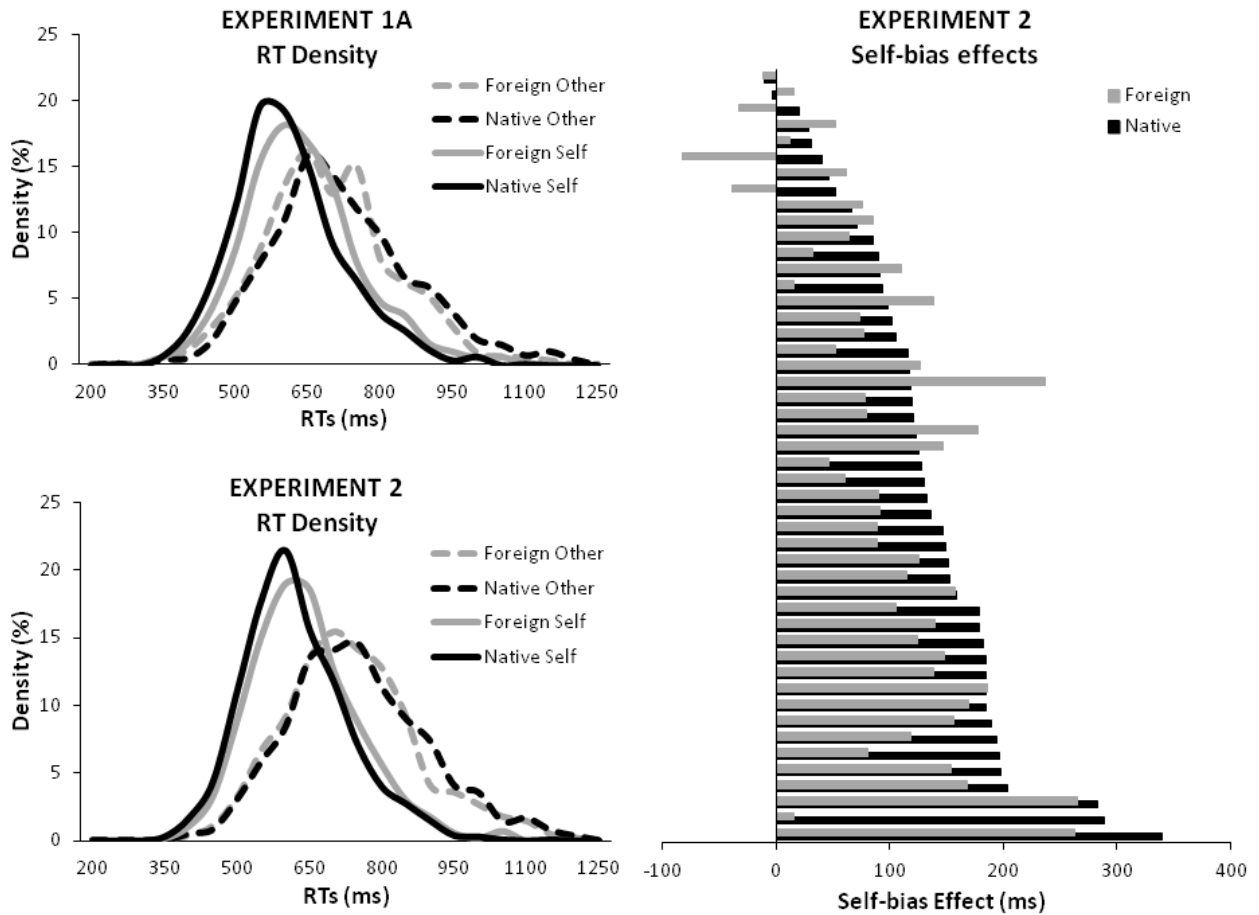 EXPERIMENT 1A
RT Density
25
20
15
10
5
0
Density (%)
Foreign Other
Native Other
Foreign Self
Native Self
200 350 500 650 800 950 1100 1250
RTs (ms)
EXPERIMENT 2
RT Density
25
20
15
10
5
0
Density (%)
Foreign Other
Native Other
Foreign Self
Native Self
200 350 500 650 800 950 1100 1250
RTs (ms)
EXPERIMENT 2
Self-bias effects
Foreign
Native
-100 0 100 200 300 400
Self-bias Effect (ms)